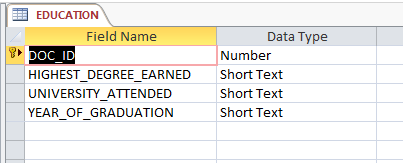 EDUCATION
Field Name Data Type
DOC_ID Number
HIGHEST_DEGREE_EARNED Short Text
UNIVERSITY_ATTENDED Short Text
YEAR_OF_GRADUATION Short Text